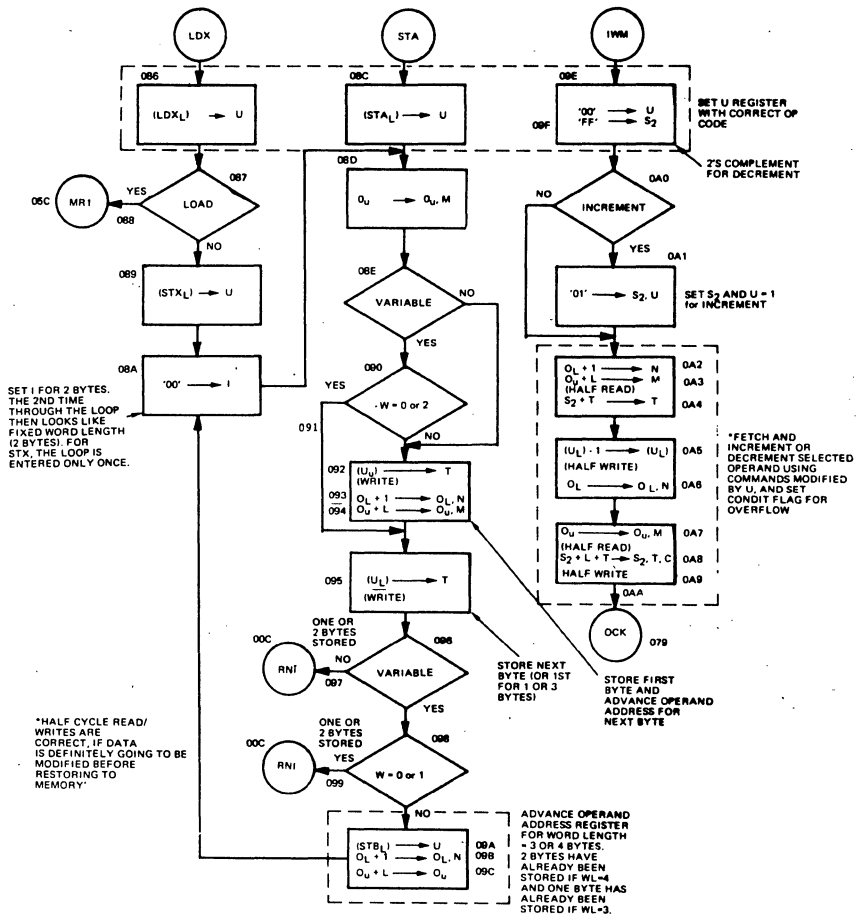 LDX
STA
IWM
086
(LDXL) → U
08C
(STAL) → U
09E
09F
'00' → U
'FF' → S2
SET U REGISTER
WITH CORRECT OP
CODE
2'S COMPLEMENT
FOR DECREMENT
087
LOAD
YES
NO
05C
MR1
088
089
(STXL) → U
08A
'00' → I
SET I FOR 2 BYTES.
THE 2ND TIME
THROUGH THE LOOP
THEN LOOKS LIKE
FIXED WORD LENGTH
(2 BYTES). FOR
STX, THE LOOP IS
ENTERED ONLY ONCE.
08D
0u → 0u, M
08E
VARIABLE
NO
YES
090
W = 0 or 2
YES
NO
091
092
(Uu) → T
(WRITE)
093
OL + 1 → OL, N
094
Ou + L → Ou, M
095
(UL) → T
(WRITE)
STORE NEXT
BYTE (OR 1ST
FOR 1 OR 3
BYTES)
STORE FIRST
BYTE AND
ADVANCE OPERAND
ADDRESS FOR
NEXT BYTE
ONE OR
2 BYTES
STORED
00C
RNI
NO
097
096
VARIABLE
YES
ONE OR
2 BYTES
STORED
00C
RNI
YES
099
098
W = 0 or 1
NO
(STBL) → U
09A
OL + 1 → OL, N
09B
Ou + L → Ou
09C
ADVANCE OPERAND
ADDRESS REGISTER
FOR WORD LENGTH
= 3 OR 4 BYTES.
2 BYTES HAVE
ALREADY BEEN
STORED IF WL=4
AND ONE BYTE HAS
ALREADY BEEN
STORED IF WL=3.
*HALF CYCLE READ/
WRITES ARE
CORRECT, IF DATA
IS DEFINITELY GOING TO BE
MODIFIED BEFORE
RESTORING TO
MEMORY'
0A0
NO
INCREMENT
YES
0A1
'01' → S2, U
SET S2 AND U = 1
for INCREMENT
OL + 1 → N
0A2
Ou + L → M
0A3
(HALF READ)
S2 + T → T
0A4
(UL) - 1 → (UL)
0A5
(HALF WRITE)
OL → OL, N
0A6
Ou → Ou, M
0A7
(HALF READ)
S2 + L + T → S2, T, C
0A8
HALF WRITE
0A9
0AA
OCK
079
*FETCH AND
INCREMENT OR
DECREMENT SELECTED
OPERAND USING
COMMANDS MODIFIED
BY U, AND SET
CONDIT FLAG FOR
OVERFLOW